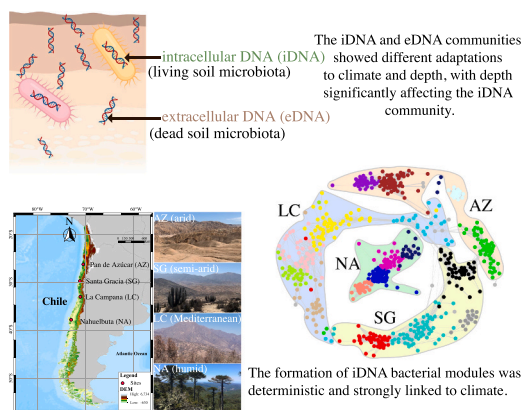 intracellular DNA (iDNA)
(living soil microbiota)
extracellular DNA (eDNA)
(dead soil microbiota)
The iDNA and eDNA communities
showed different adaptations
to climate and depth, with depth
significantly affecting the iDNA
community.
80°W
70°W
60°W
N
Pan de Azúcar (AZ)
Santa Gracia (SG)
La Campana (LC)
Nahuelbuta (NA)
Chile
Atlantic Ocean
Legend
Sites
DEM
AZ (arid)
SG (semi-arid)
LC (Mediterranean)
NA (humid)
LC
AZ
NA
SG
The formation of iDNA bacterial modules was
deterministic and strongly linked to climate.